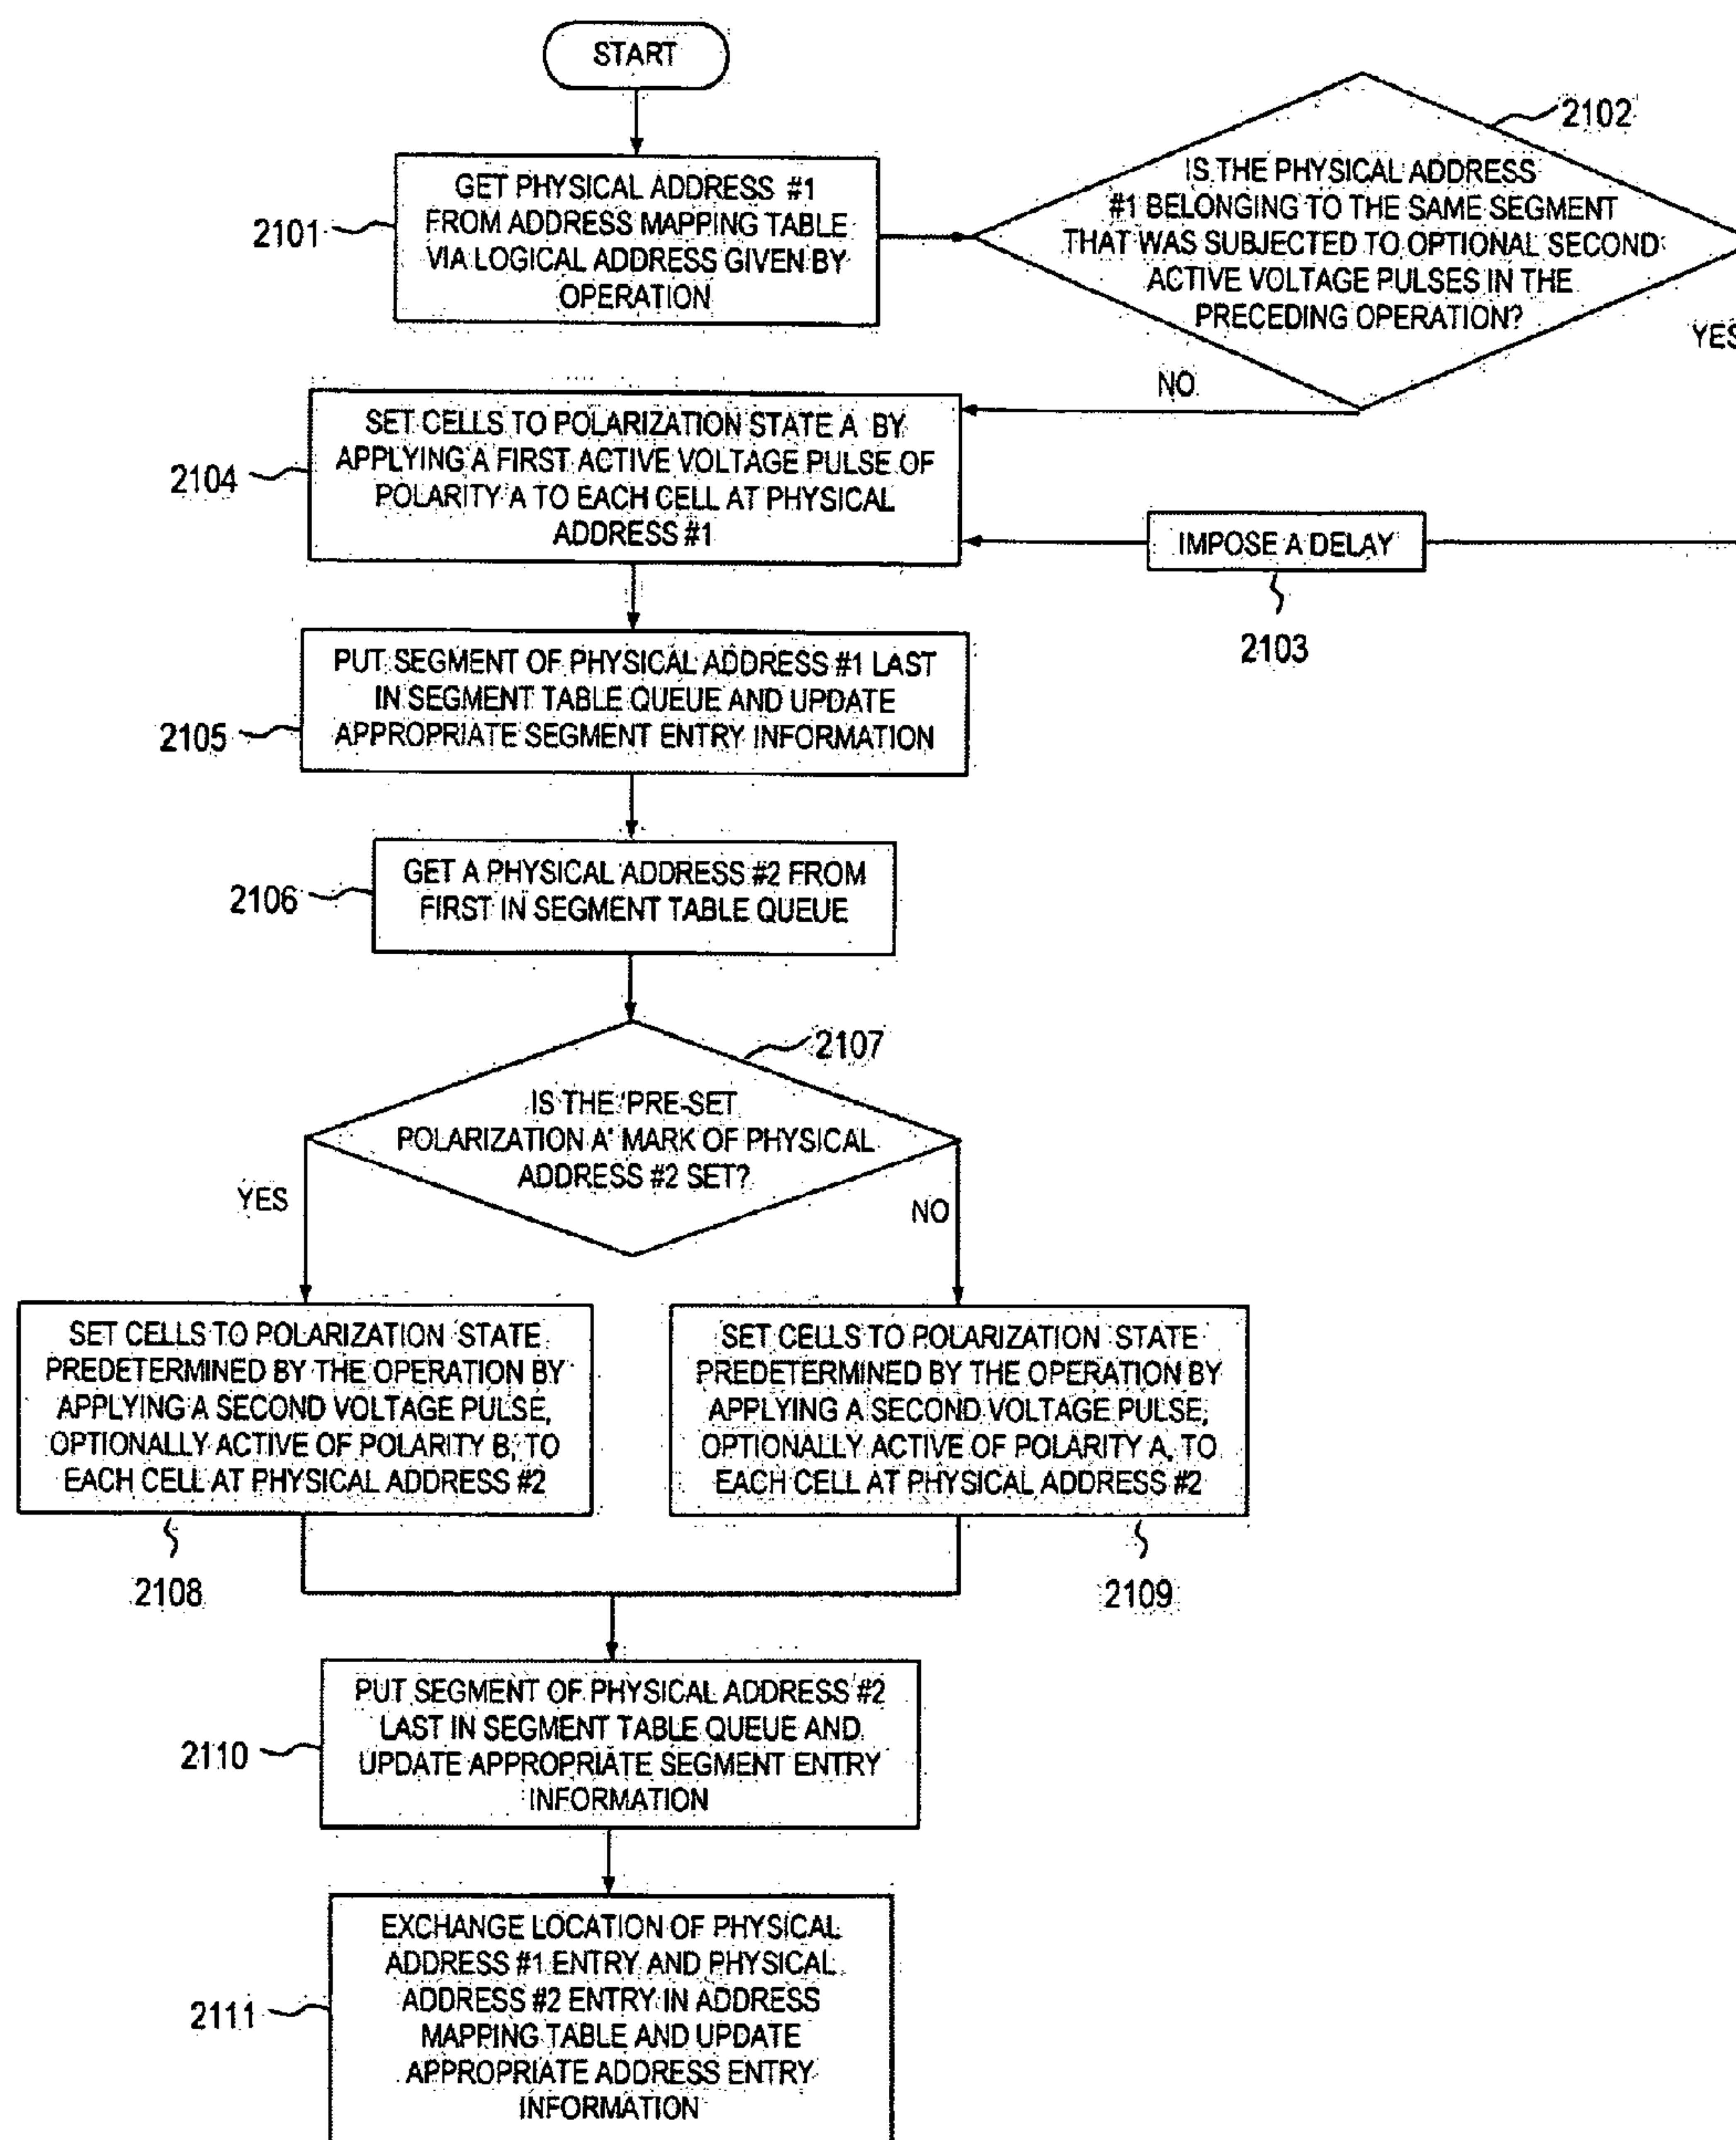 START
2101
GET PHYSICAL ADDRESS #1
FROM ADDRESS MAPPING TABLE
VIA LOGICAL ADDRESS GIVEN BY
OPERATION
2102
IS THE PHYSICAL ADDRESS
#1 BELONGING TO THE SAME SEGMENT
THAT WAS SUBJECTED TO OPTIONAL SECOND
ACTIVE VOLTAGE PULSES IN THE
PRECEDING OPERATION?
YES
NO
2104
SET CELLS TO POLARIZATION STATE A BY
APPLYING A FIRST ACTIVE VOLTAGE PULSE OF
POLARITY A TO EACH CELL AT PHYSICAL
ADDRESS #1
IMPOSE A DELAY
2103
2105
PUT SEGMENT OF PHYSICAL ADDRESS #1 LAST
IN SEGMENT TABLE QUEUE AND UPDATE
APPROPRIATE SEGMENT ENTRY INFORMATION
2106
GET A PHYSICAL ADDRESS #2 FROM
FIRST IN SEGMENT TABLE QUEUE
2107
IS THE 'PRE-SET
POLARIZATION A' MARK OF PHYSICAL
ADDRESS #2 SET?
YES
NO
SET CELLS TO POLARIZATION STATE
PREDETERMINED BY THE OPERATION BY
APPLYING A SECOND VOLTAGE PULSE,
OPTIONALLY ACTIVE OF POLARITY B, TO
EACH CELL AT PHYSICAL ADDRESS #2
2108
SET CELLS TO POLARIZATION STATE
PREDETERMINED BY THE OPERATION BY
APPLYING A SECOND VOLTAGE PULSE,
OPTIONALLY ACTIVE OF POLARITY A, TO
EACH CELL AT PHYSICAL ADDRESS #2
2109
2110
PUT SEGMENT OF PHYSICAL ADDRESS #2
LAST IN SEGMENT TABLE QUEUE AND
UPDATE APPROPRIATE SEGMENT ENTRY
INFORMATION
2111
EXCHANGE LOCATION OF PHYSICAL
ADDRESS #1 ENTRY AND PHYSICAL
ADDRESS #2 ENTRY IN ADDRESS
MAPPING TABLE AND UPDATE
APPROPRIATE ADDRESS ENTRY
INFORMATION